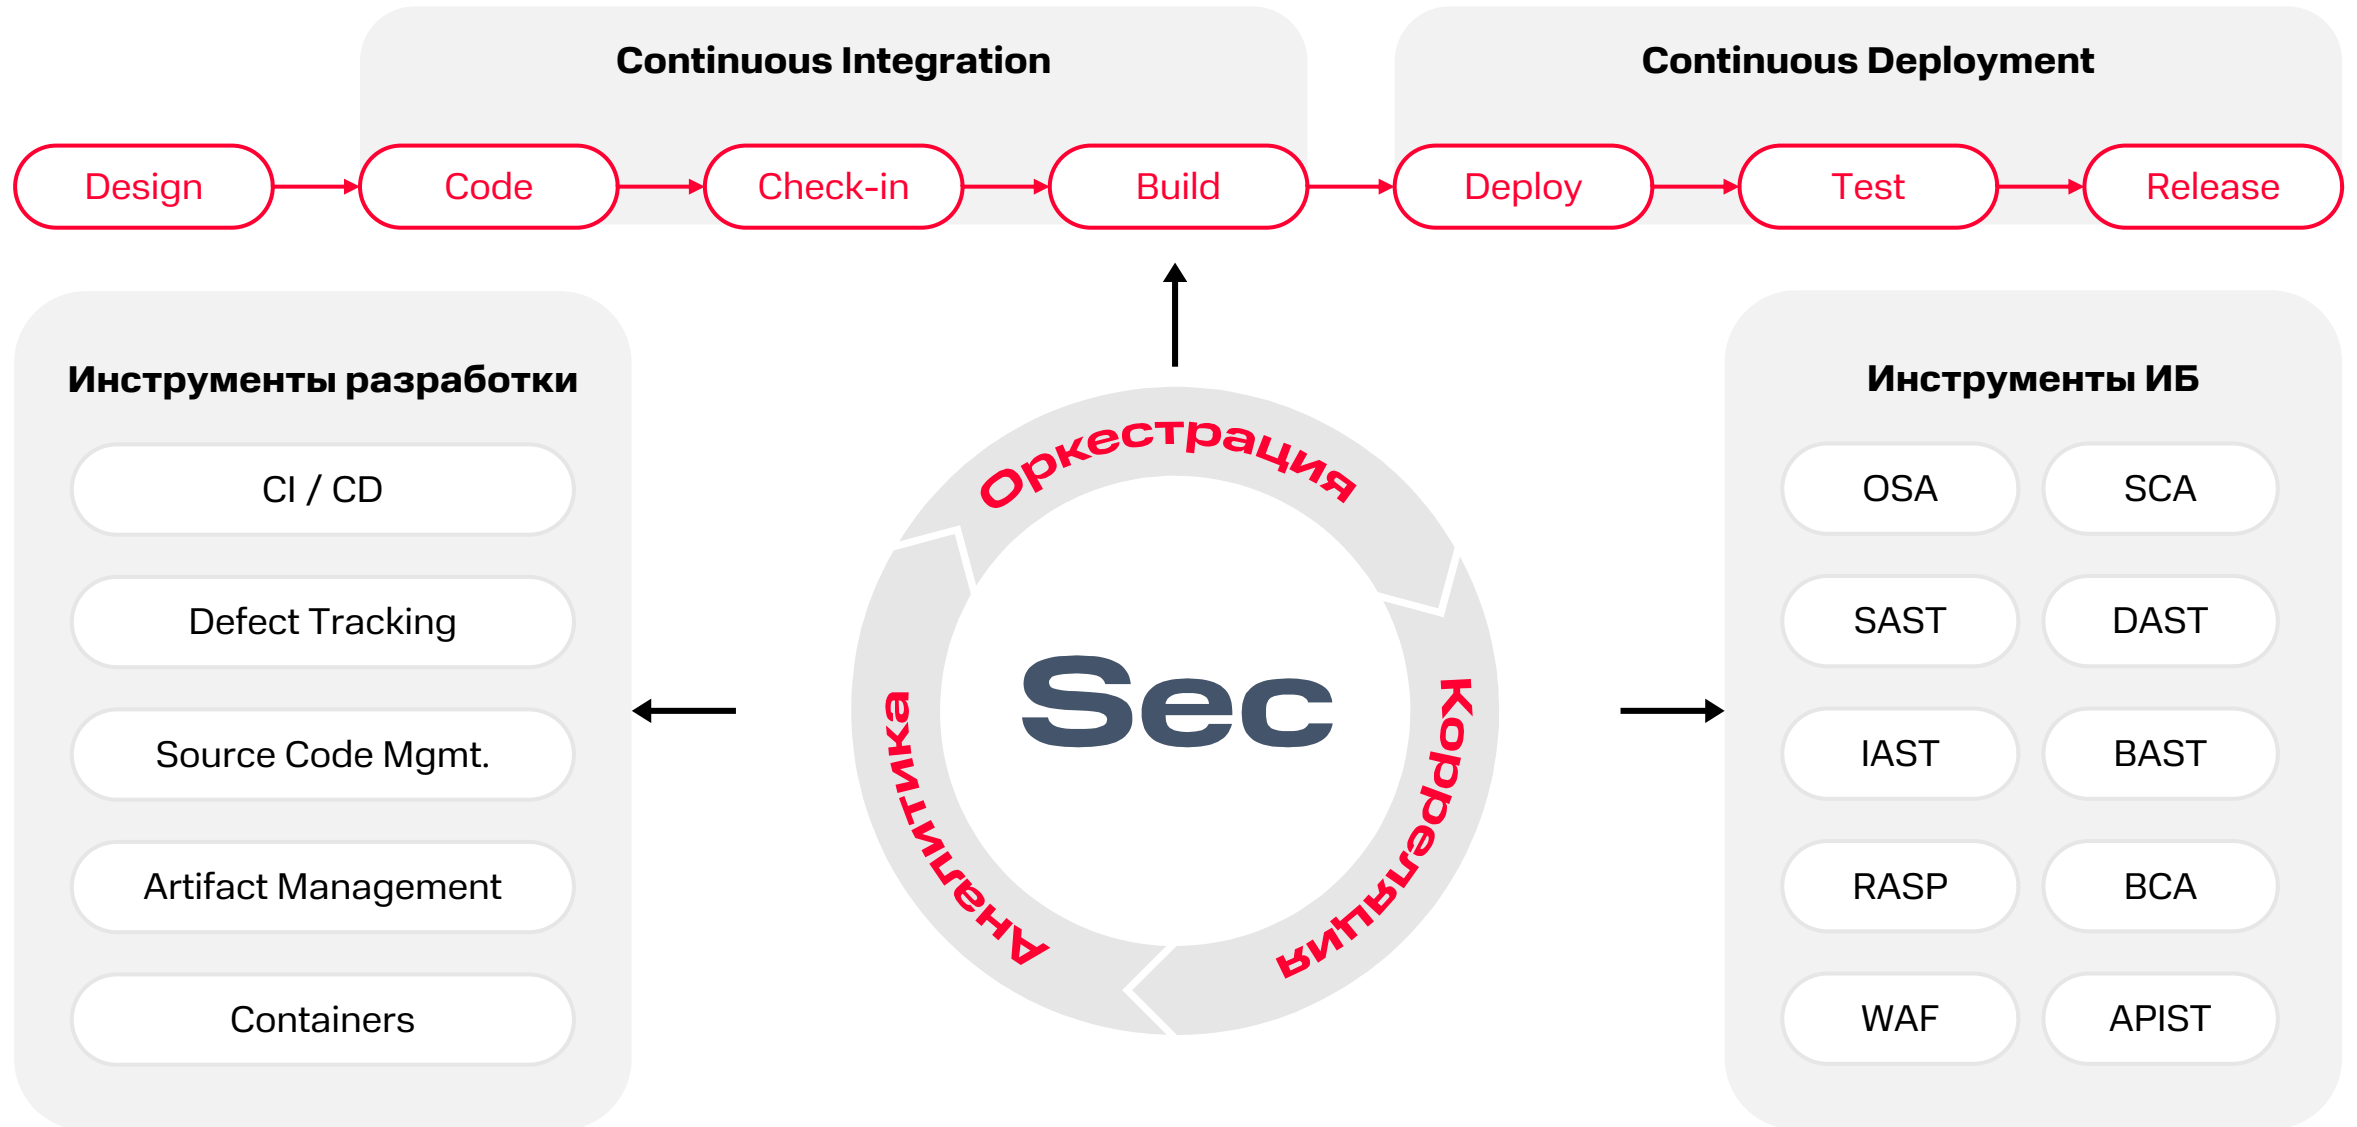 Continuous Integration
Continuous Deployment
Design
Code
Check-in
Build
Deploy
Test
Release
Инструменты разработки
CI / CD
Defect Tracking
Source Code Mgmt.
Artifact Management
Containers
Оркестрация
Корреляция
Аналитика
Sec
Инструменты ИБ
OSA
SCA
SAST
DAST
IAST
BAST
RASP
BCA
WAF
APIST